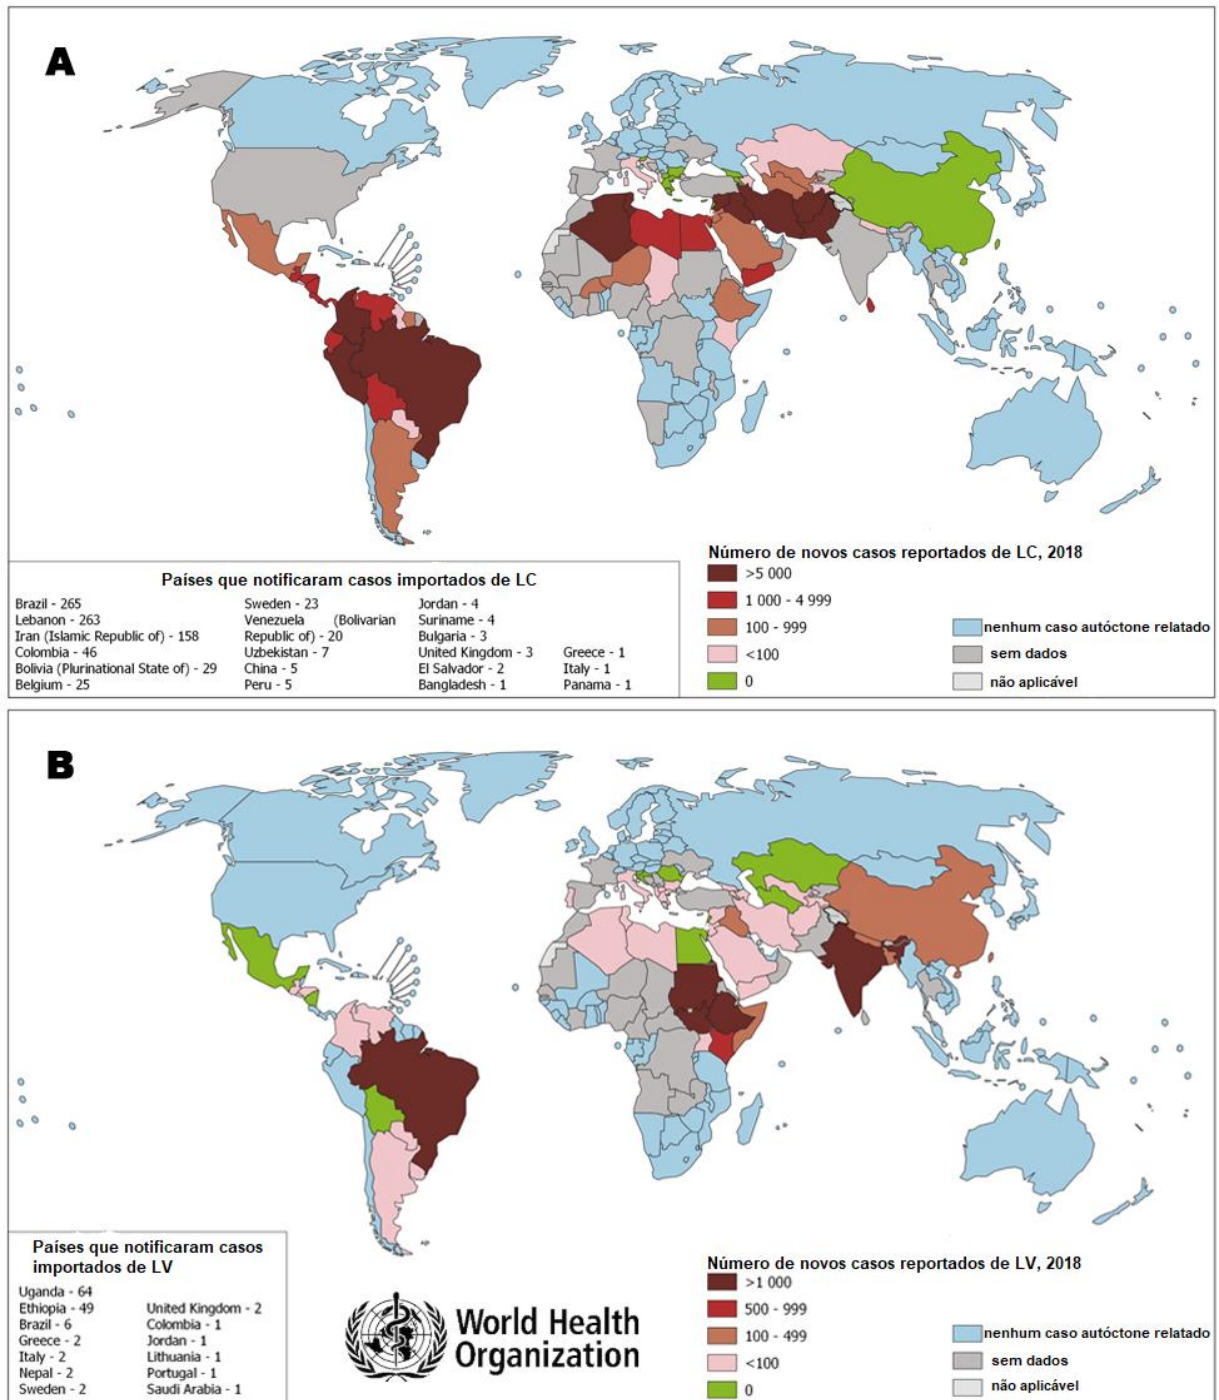 A
Países que notificaram casos importados de LC
Brazil - 265
Lebanon - 263
Iran (Islamic Republic of) - 158
Colombia - 46
Bolivia (Plurinational State of) - 29
Belgium - 25
Sweden - 23
Venezuela (Bolivarian
Republic of) - 20
Uzbekistan - 7
China - 5
Peru - 5
Jordan - 4
Suriname - 4
Bulgaria - 3
United Kingdom - 3
El Salvador - 2
Bangladesh - 1
Greece - 1
Italy - 1
Panama - 1
Número de novos casos reportados de LC, 2018
>5 000
1 000 - 4 999
100 - 999
<100
0
nenhum caso autóctone relatado
sem dados
não aplicável
B
Países que notificaram casos
importados de LV
Uganda - 64
Ethiopia - 49
Brazil - 6
Greece - 2
Italy - 2
Nepal - 2
Sweden - 2
United Kingdom - 2
Colombia - 1
Jordan - 1
Lithuania - 1
Portugal - 1
Saudi Arabia - 1
World Health
Organization
Número de novos casos reportados de LV, 2018
>1 000
500 - 999
100 - 499
<100
0
nenhum caso autóctone relatado
sem dados
não aplicável